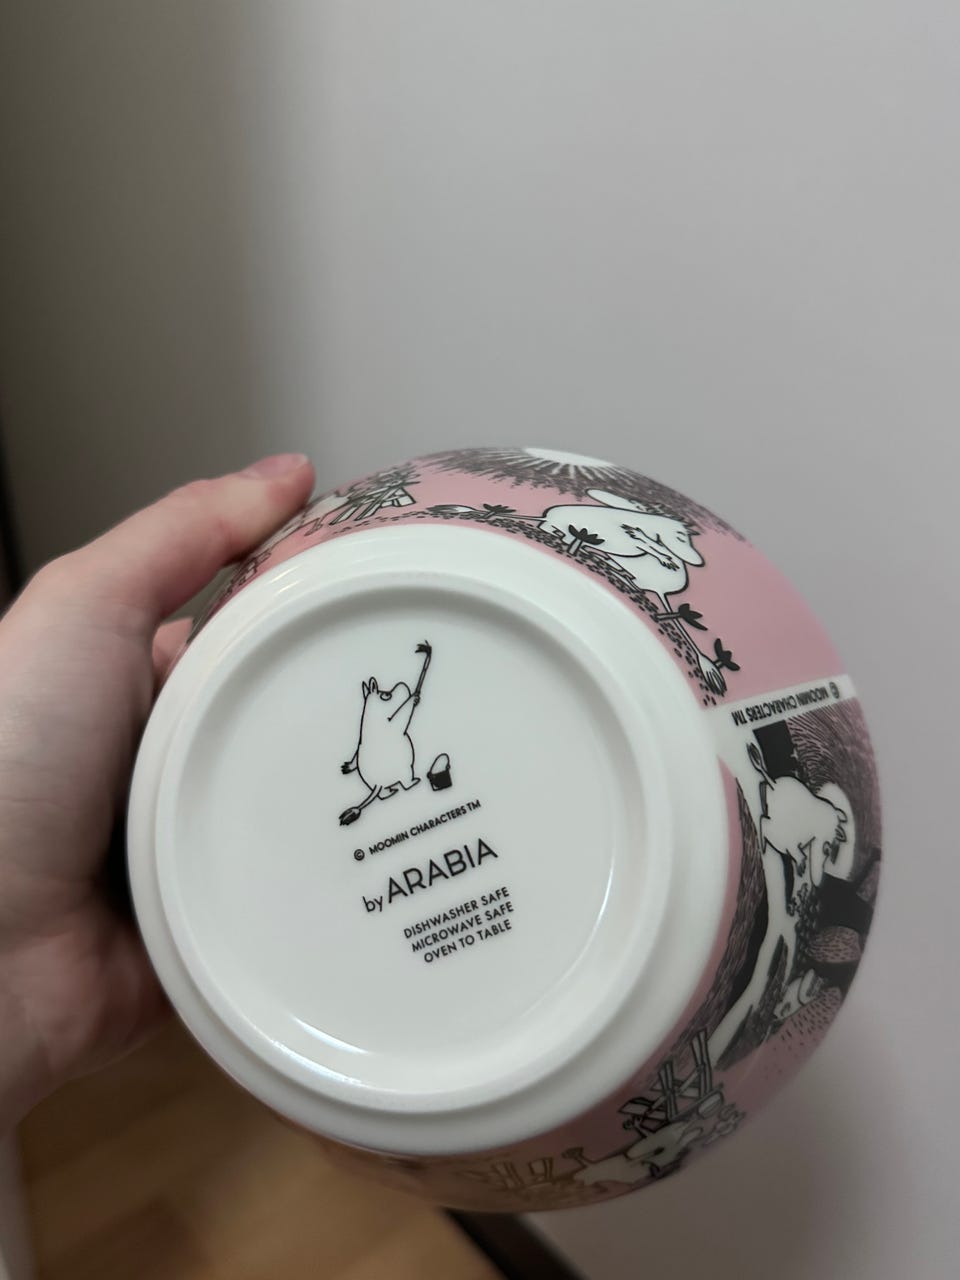 © MOOMIN CHARACTERS TM
by ARABIA
DISHWASHER SAFE
MICROWAVE SAFE
OVEN TO TABLE
© MOOMIN CHARACTERS TM